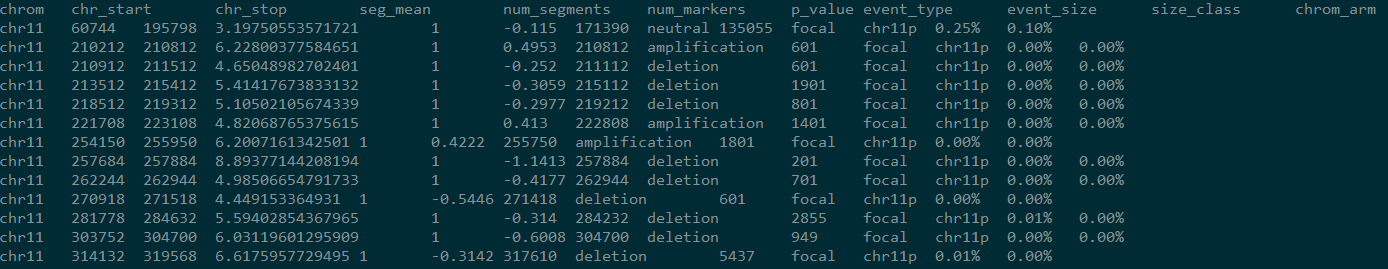 chrom chr_start chr_stop seg_mean num_segments num_markers p_value event_type event_size size_class chrom_arm
chr11 60744 195798 3.19750553571721 1 -0.115 171390 neutral 135055 focal chr11p 0.25% 0.10%
chr11 210212 210812 6.22800377584651 1 0.4953 210812 amplification 601 focal chr11p 0.00% 0.00%
chr11 210912 211512 4.65048982702401 1 -0.252 211112 deletion 601 focal chr11p 0.00% 0.00%
chr11 213512 215412 5.41417673833132 1 -0.3059 215112 deletion 1901 focal chr11p 0.00% 0.00%
chr11 218512 219312 5.10502105674339 1 -0.2977 219212 deletion 801 focal chr11p 0.00% 0.00%
chr11 221708 223108 4.82068765375615 1 0.413 222808 amplification 1401 focal chr11p 0.00% 0.00%
chr11 254150 255950 6.2007161342501 1 0.4222 255750 amplification 1801 focal chr11p 0.00% 0.00%
chr11 257684 257884 8.89377144208194 1 -1.1413 257884 deletion 201 focal chr11p 0.00% 0.00%
chr11 262244 262944 4.98506654791733 1 -0.4177 262944 deletion 701 focal chr11p 0.00% 0.00%
chr11 270918 271518 4.449153364931 1 -0.5446 271418 deletion 601 focal chr11p 0.00% 0.00%
chr11 281778 284632 5.59402854367965 1 -0.314 284232 deletion 2855 focal chr11p 0.01% 0.00%
chr11 303752 304700 6.03119601295909 1 -0.6008 304700 deletion 949 focal chr11p 0.00% 0.00%
chr11 314132 319568 6.6175957729495 1 -0.3142 317610 deletion 5437 focal chr11p 0.01% 0.00%